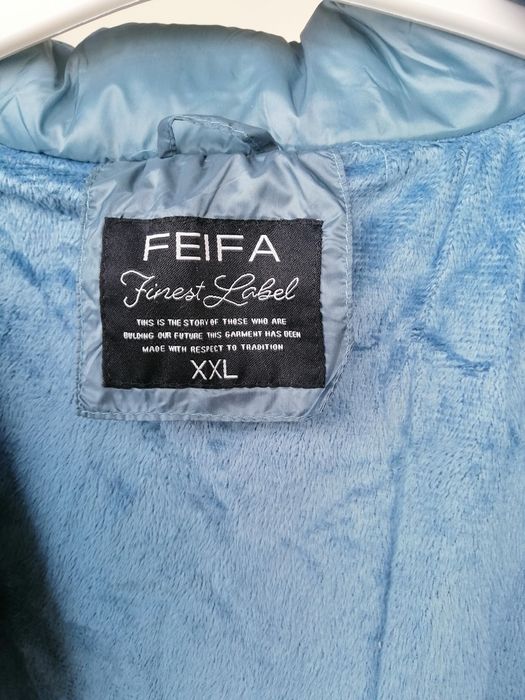 FEIFA
Finest Label
THIS IS THE STORY OF THOSE WHO ARE
BUILDING OUR FUTURE THIS GARMENT HAS BEEN
MADE WITH RESPECT TO TRADITION
XXL